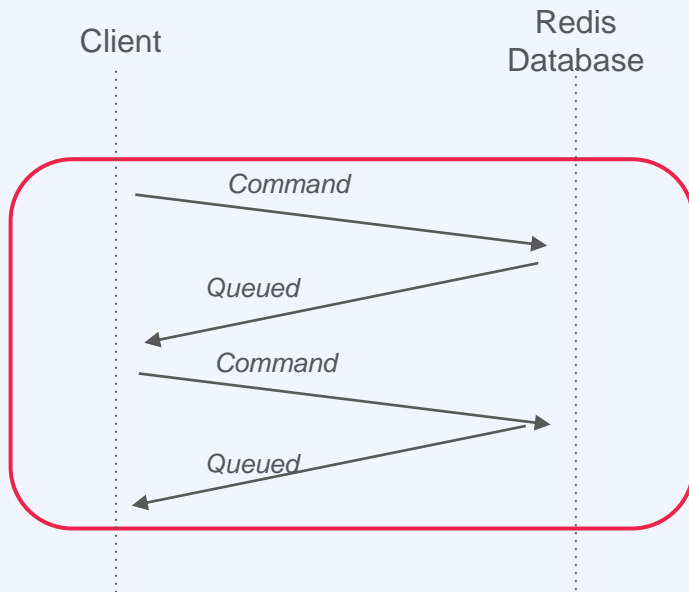 Client
Redis
Database
Command
Queued
Command
Queued